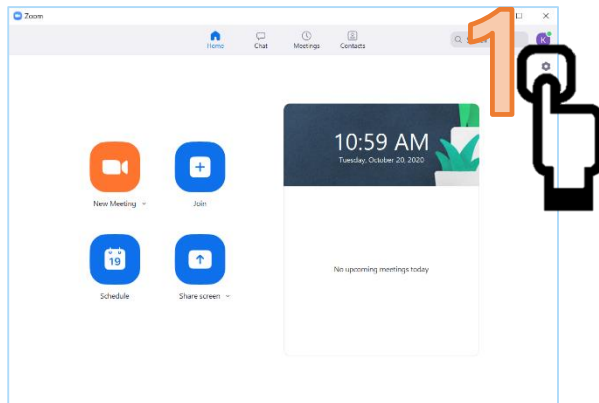 Zoom
Home
Chat
Meetings
Contacts
K
1
10:59 AM
Tuesday, October 20, 2020
New Meeting
Join
19
Schedule
Share screen
No upcoming meetings today